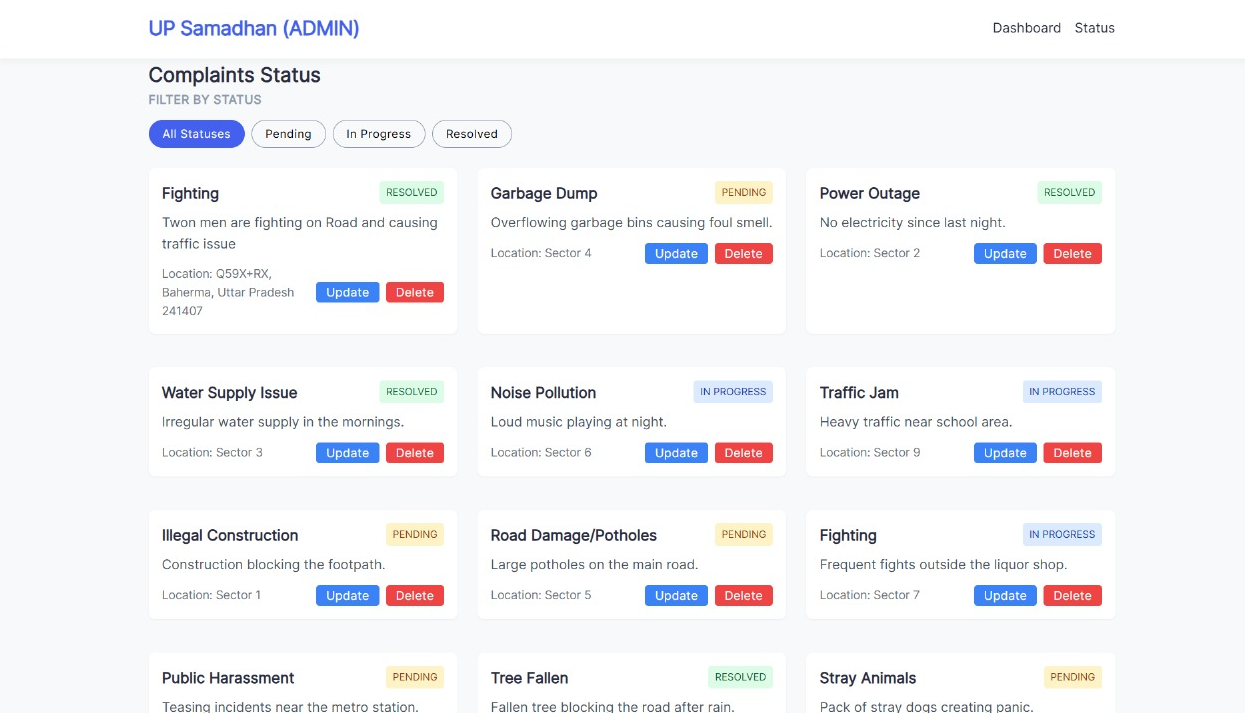 UP Samadhan (ADMIN)
Dashboard Status
Complaints Status
FILTER BY STATUS
All Statuses Pending In Progress Resolved
Fighting RESOLVED
Twon men are fighting on Road and causing
traffic issue
Location: Q59X+RX,
Baherma, Uttar Pradesh
241407
Update Delete
Garbage Dump PENDING
Overflowing garbage bins causing foul smell.
Location: Sector 4 Update Delete
Power Outage RESOLVED
No electricity since last night.
Location: Sector 2 Update Delete
Water Supply Issue RESOLVED
Irregular water supply in the mornings.
Location: Sector 3 Update Delete
Noise Pollution IN PROGRESS
Loud music playing at night.
Location: Sector 6 Update Delete
Traffic Jam IN PROGRESS
Heavy traffic near school area.
Location: Sector 9 Update Delete
Illegal Construction PENDING
Construction blocking the footpath.
Location: Sector 1 Update Delete
Road Damage/Potholes PENDING
Large potholes on the main road.
Location: Sector 5 Update Delete
Fighting IN PROGRESS
Frequent fights outside the liquor shop.
Location: Sector 7 Update Delete
Public Harassment PENDING
Teasing incidents near the metro station.
Tree Fallen RESOLVED
Fallen tree blocking the road after rain.
Stray Animals PENDING
Pack of stray dogs creating panic.